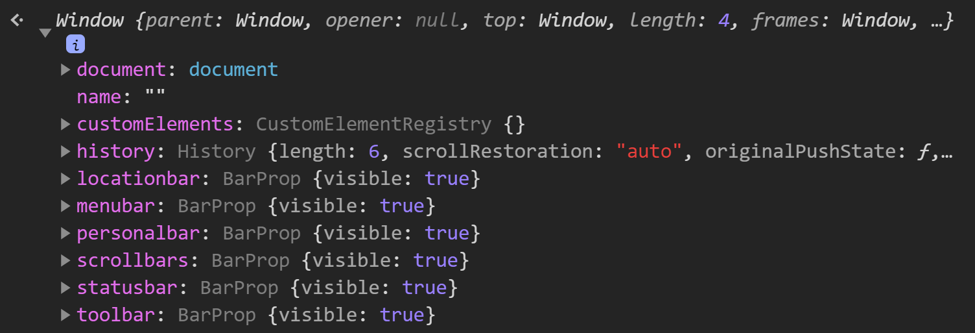 Window {parent: Window, opener: null, top: Window, length: 4, frames: Window, …}
i
document: document
name: ""
customElements: CustomElementRegistry {}
history: History {length: 6, scrollRestoration: "auto", originalPushState: ƒ,…
locationbar: BarProp {visible: true}
menubar: BarProp {visible: true}
personalbar: BarProp {visible: true}
scrollbars: BarProp {visible: true}
statusbar: BarProp {visible: true}
toolbar: BarProp {visible: true}